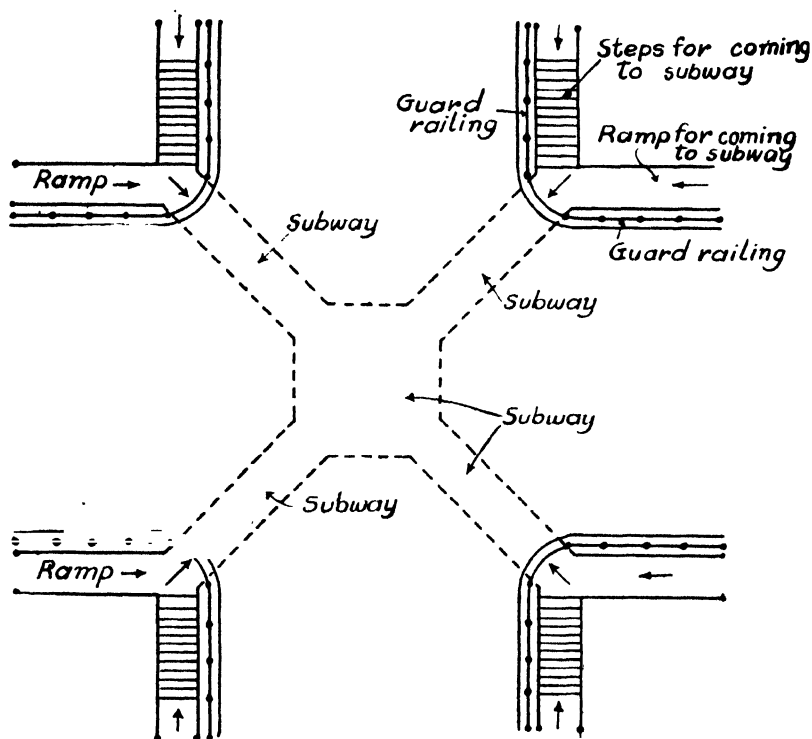 Steps for coming
to subway
Guard
railing
Ramp for coming
to subway
Ramp
Subway
Guard railing
Subway
Subway
Subway
Ramp